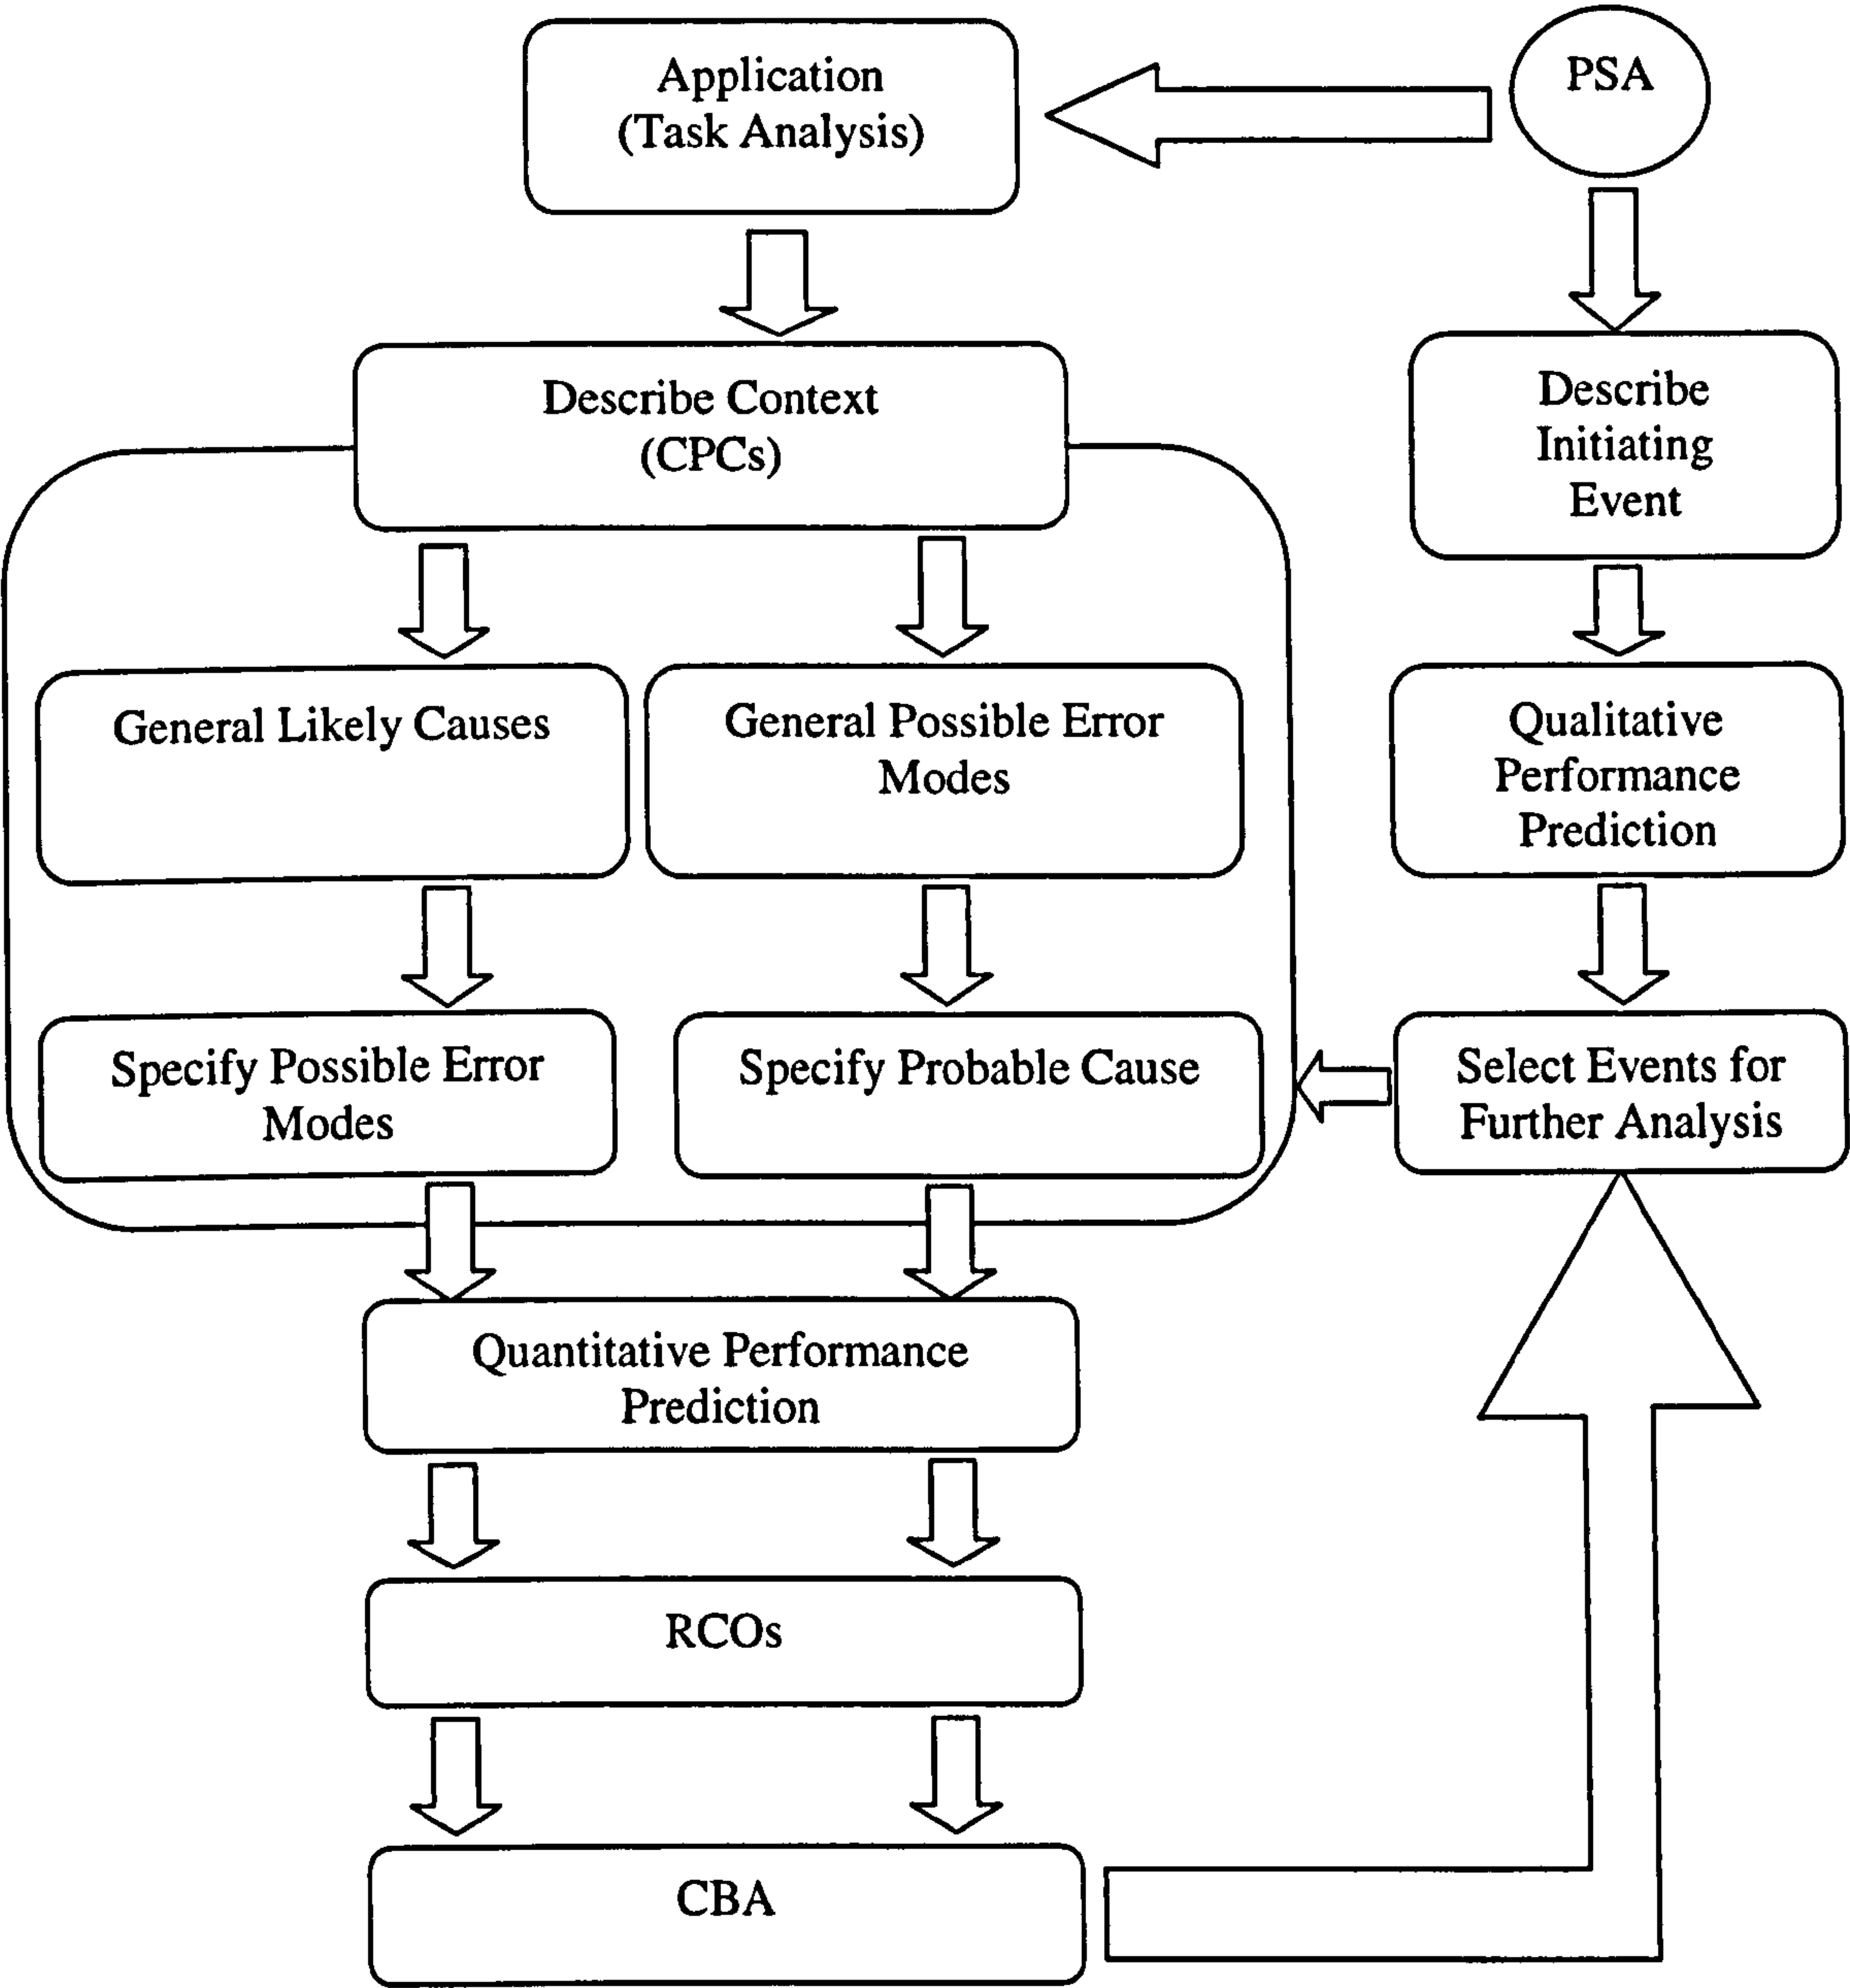 Application
(Task Analysis)
PSA
Describe Context
(CPCs)
Describe
Initiating
Event
General Likely Causes
General Possible Error
Modes
Qualitative
Performance
Prediction
Specify Possible Error
Modes
Specify Probable Cause
Select Events for
Further Analysis
Quantitative Performance
Prediction
RCOs
CBA